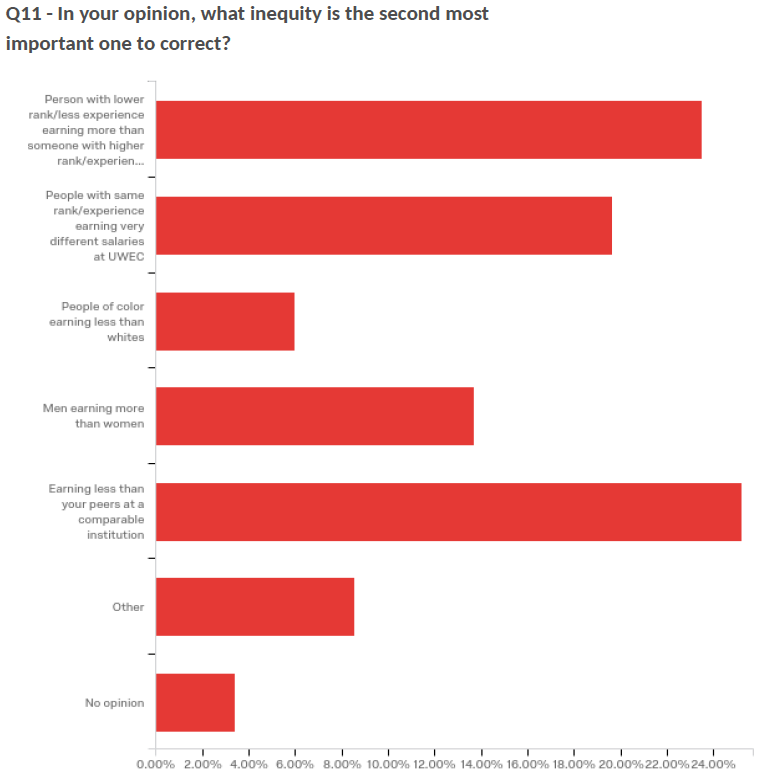 Q11 - In your opinion, what inequity is the second most
important one to correct?
Person with lower
rank/less experience
earning more than
someone with higher
rank/experien...
People with same
rank/experience
earning very
different salaries
at UWEC
People of color
earning less than
whites
Men earning more
than women
Earning less than
your peers at a
comparable
institution
Other
No opinion
0.00% 2.00% 4.00% 6.00% 8.00% 10.00% 12.00% 14.00% 16.00% 18.00% 20.00% 22.00% 24.00%